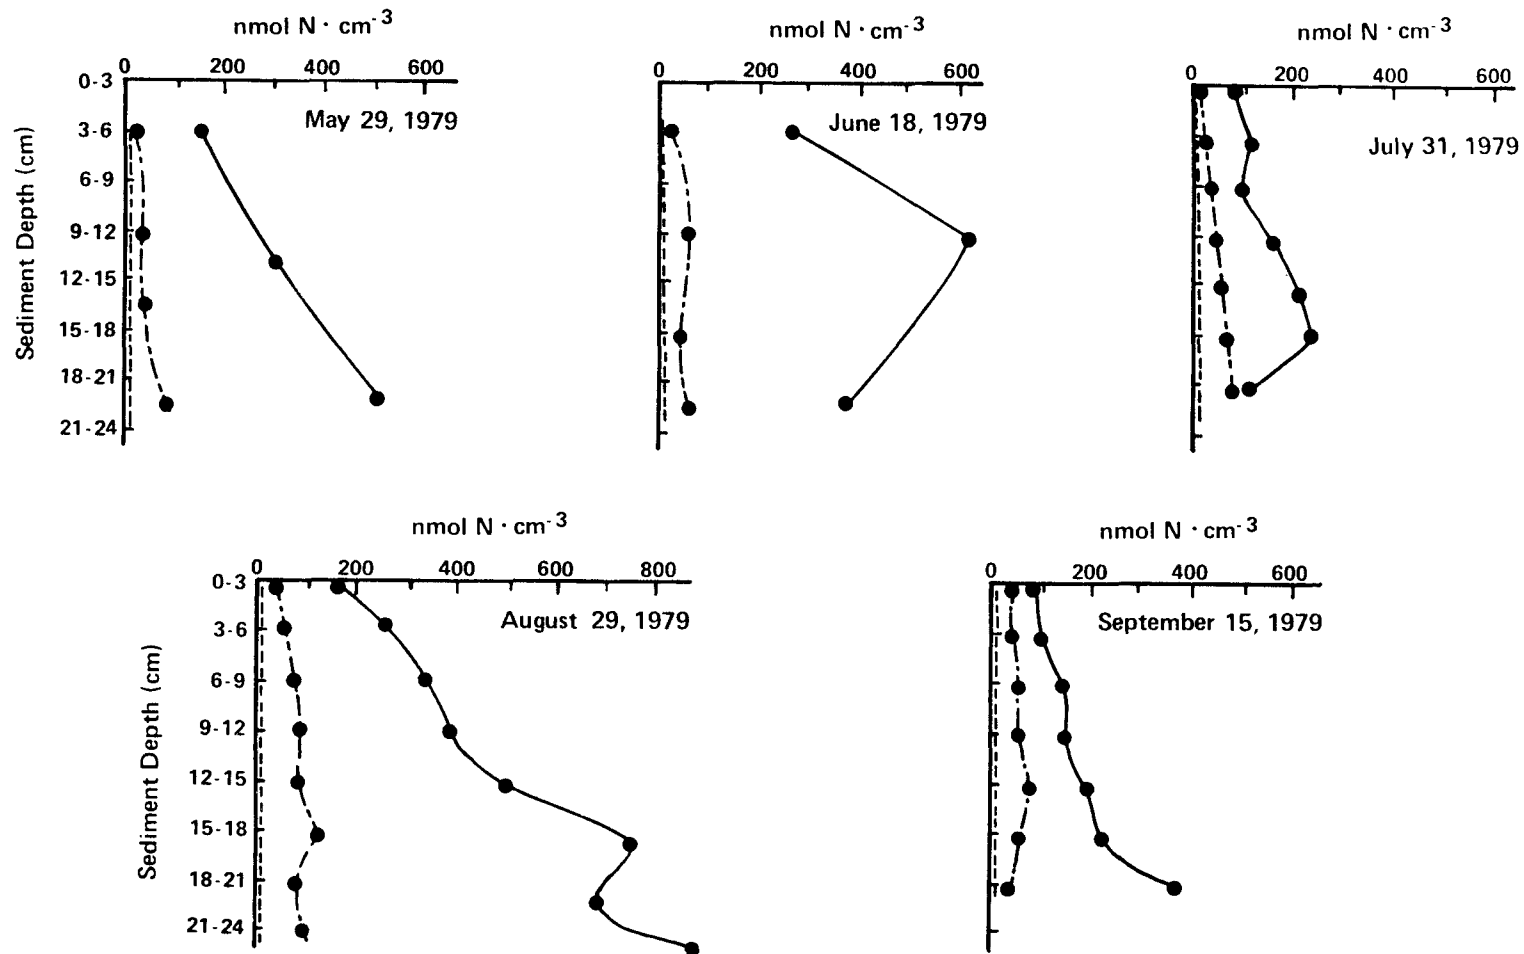 nmol N · cm-3
0 200 400 600
May 29, 1979
Sediment Depth (cm)
0-3
3-6
6-9
9-12
12-15
15-18
18-21
21-24
nmol N · cm-3
0 200 400 600
June 18, 1979
nmol N · cm-3
0 200 400 600
July 31, 1979
nmol N · cm-3
0 200 400 600 800
August 29, 1979
Sediment Depth (cm)
0-3
3-6
6-9
9-12
12-15
15-18
18-21
21-24
nmol N · cm-3
0 200 400 600
September 15, 1979